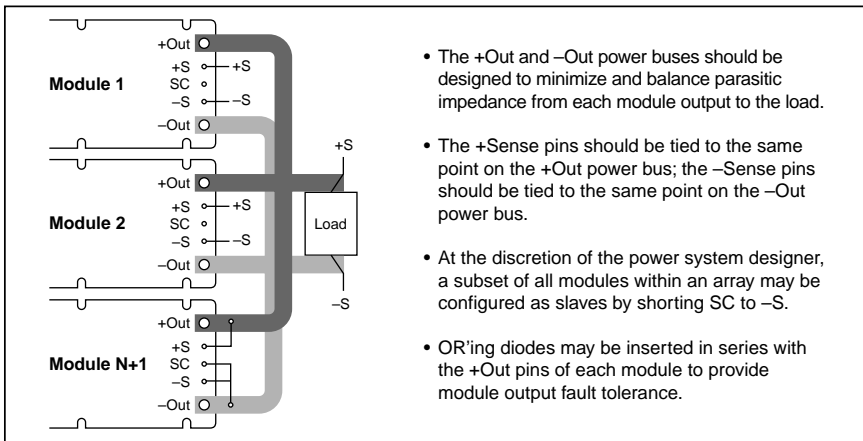 +Out
+S +S
Module 1 SC
–S –S
–Out
+S
+Out
+S +S
Module 2 SC
–S –S
Load
–Out
–S
+Out
+S
Module N+1 SC
–S
–Out
• The +Out and –Out power buses should be
designed to minimize and balance parasitic
impedance from each module output to the load.
• The +Sense pins should be tied to the same
point on the +Out power bus; the –Sense pins
should be tied to the same point on the –Out
power bus.
• At the discretion of the power system designer,
a subset of all modules within an array may be
configured as slaves by shorting SC to –S.
• OR'ing diodes may be inserted in series with
the +Out pins of each module to provide
module output fault tolerance.